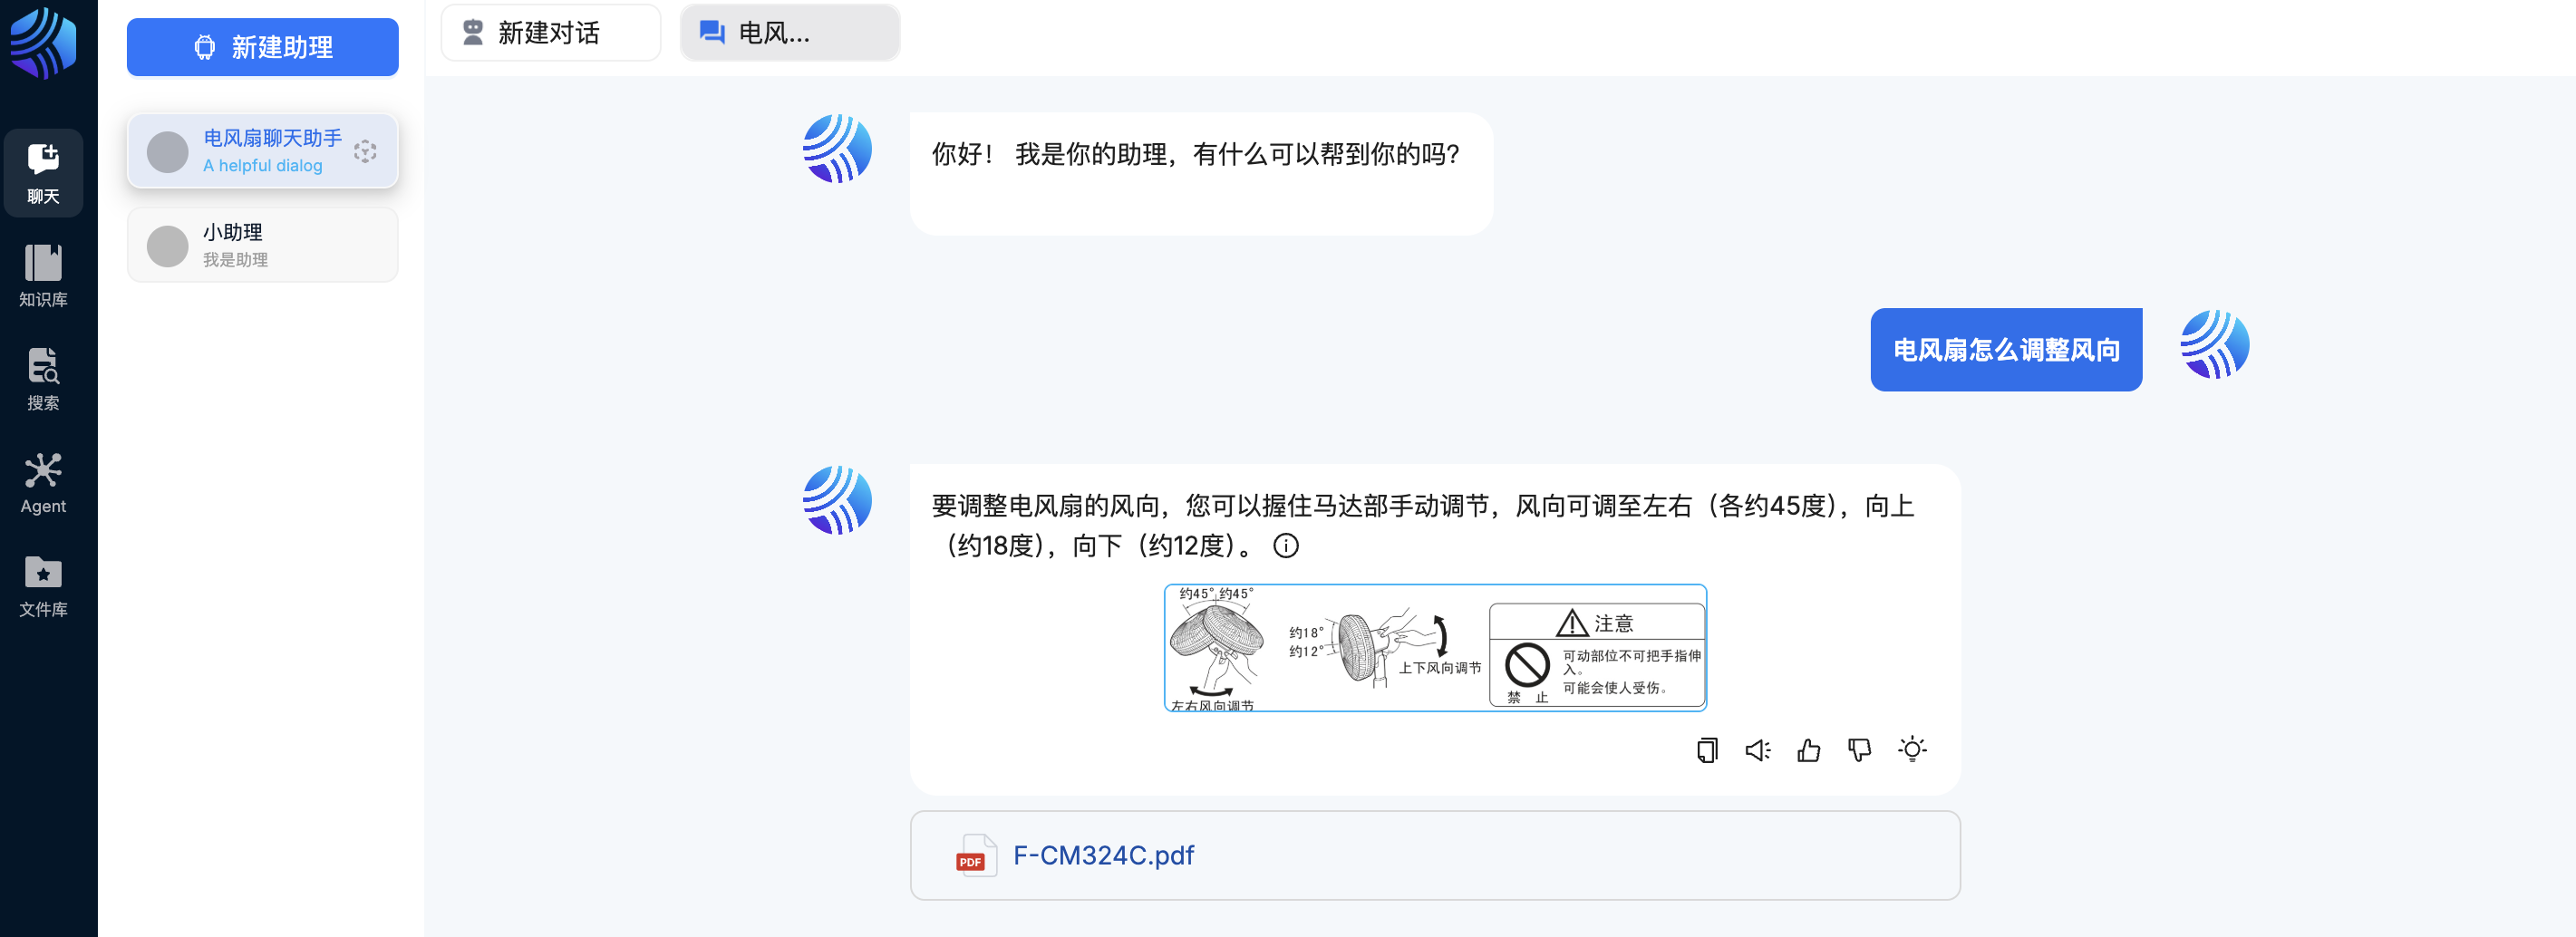 新建助理
新建对话
电风...
聊天
知识库
搜索
Agent
文件库
电风扇聊天助手
A helpful dialog
小助理
我是助理
你好！ 我是你的助理，有什么可以帮到你的吗？
电风扇怎么调整风向
要调整电风扇的风向，您可以握住马达部手动调节，风向可调至左右（各约45度），向上
（约18度），向下（约12度）。
约45° 约45°
左右风向调节
约18°
约12°
上下风向调节
注意
禁 止
可动部位不可把手指伸
入。
可能会使人受伤。
PDF
F-CM324C.pdf